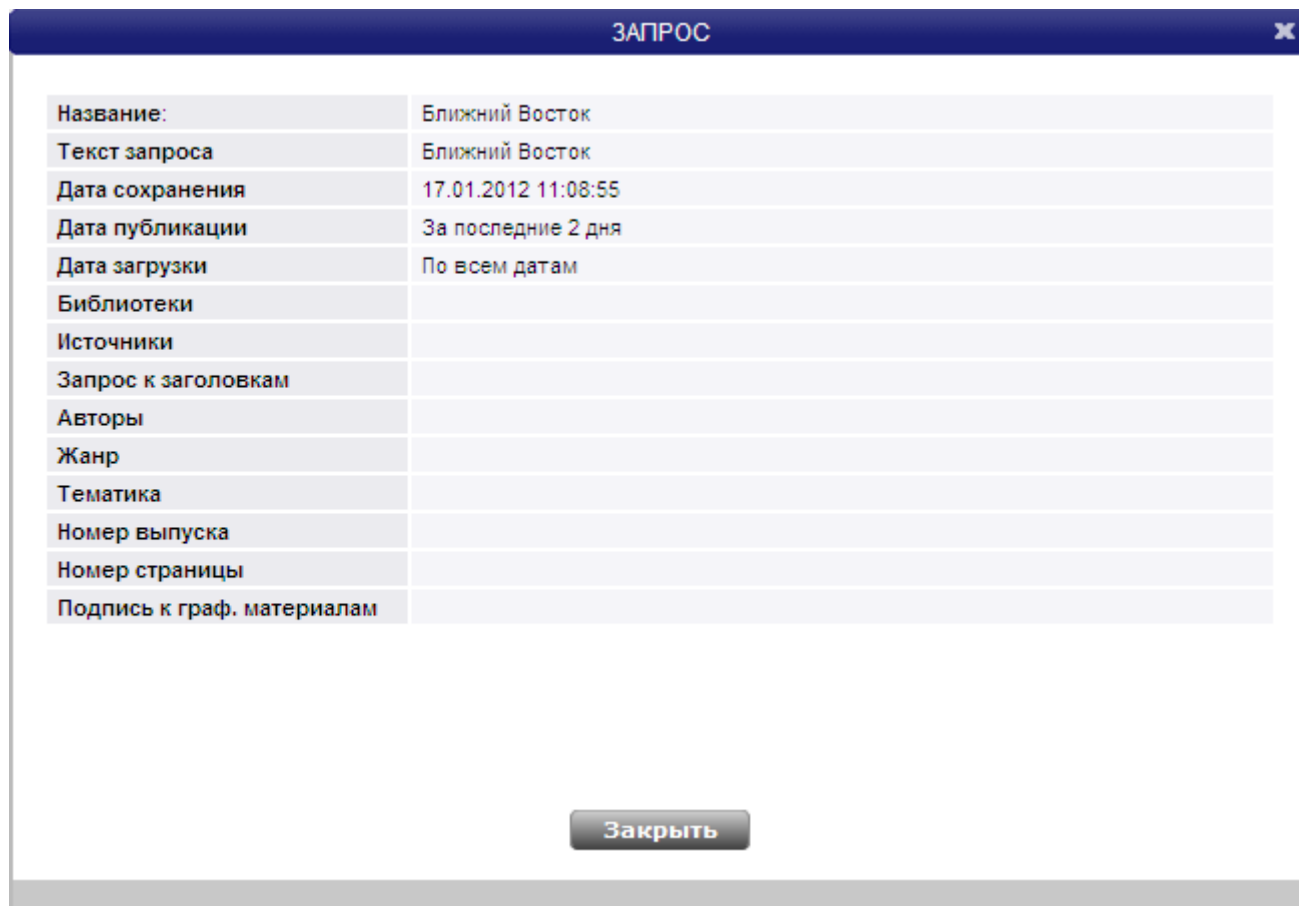 ЗАПРОС
Название: Ближний Восток
Текст запроса Ближний Восток
Дата сохранения 17.01.2012 11:08:55
Дата публикации За последние 2 дня
Дата загрузки По всем датам
Библиотеки
Источники
Запрос к заголовкам
Авторы
Жанр
Тематика
Номер выпуска
Номер страницы
Подпись к граф. материалам
Закрыть